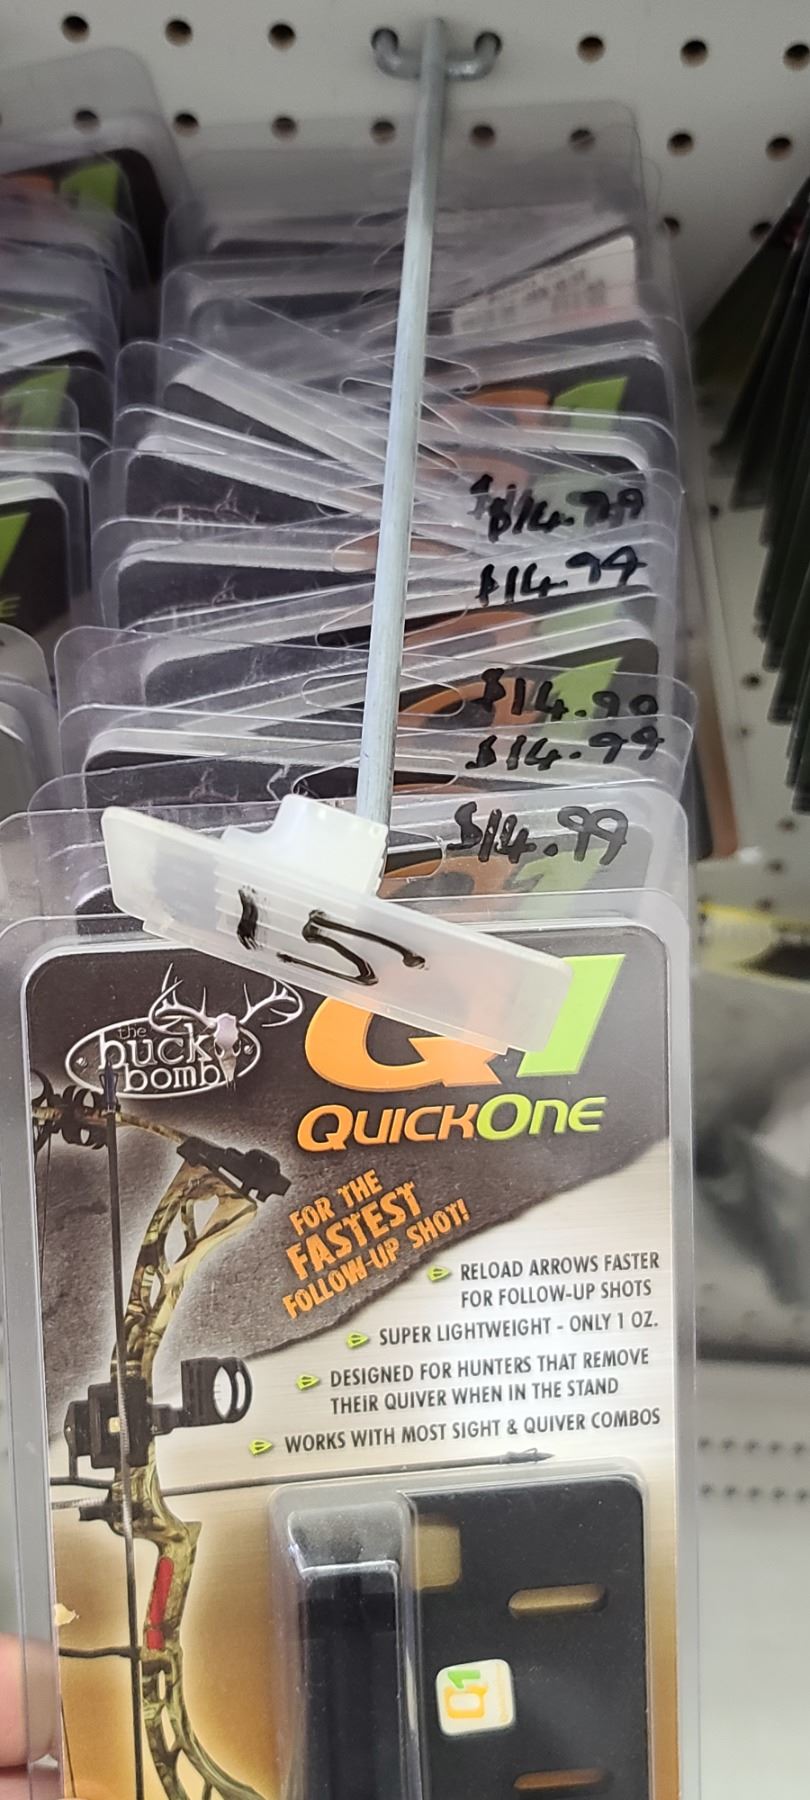 $14.99
$14.99
$14.99
$14.99
$14.99
15
the
buck
bomb
Q1
QUICKONE
FOR THE
FASTEST
FOLLOW-UP SHOT!
RELOAD ARROWS FASTER
FOR FOLLOW-UP SHOTS
SUPER LIGHTWEIGHT - ONLY 1 OZ.
DESIGNED FOR HUNTERS THAT REMOVE
THEIR QUIVER WHEN IN THE STAND
WORKS WITH MOST SIGHT & QUIVER COMBOS
Q1